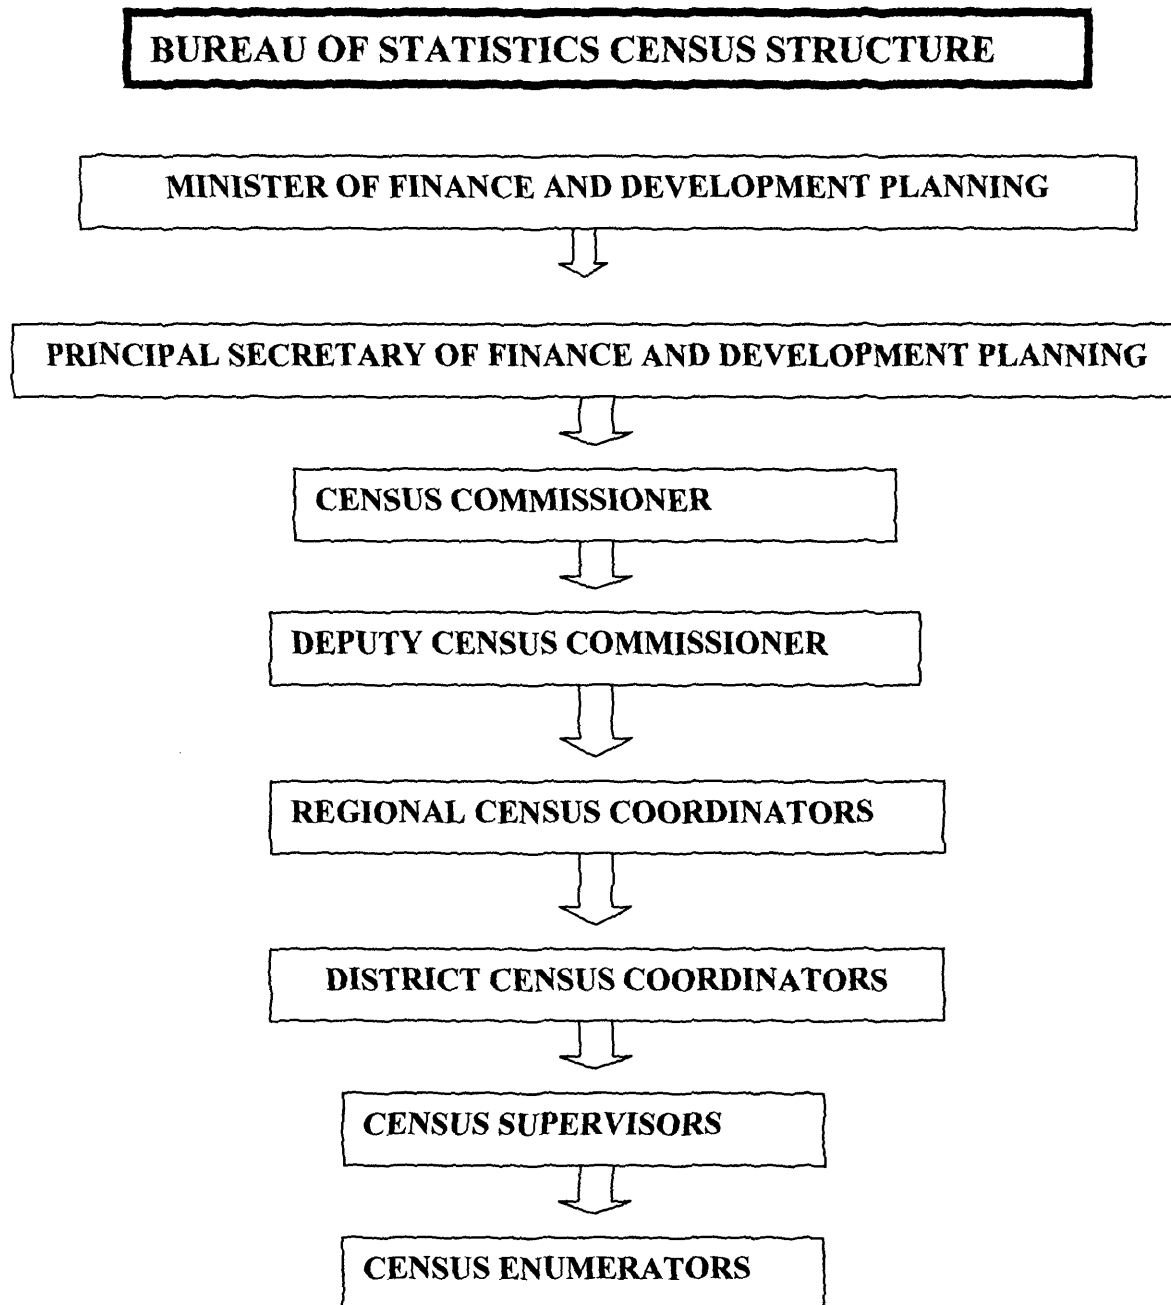 BUREAU OF STATISTICS CENSUS STRUCTURE
MINISTER OF FINANCE AND DEVELOPMENT PLANNING
PRINCIPAL SECRETARY OF FINANCE AND DEVELOPMENT PLANNING
CENSUS COMMISSIONER
DEPUTY CENSUS COMMISSIONER
REGIONAL CENSUS COORDINATORS
DISTRICT CENSUS COORDINATORS
CENSUS SUPERVISORS
CENSUS ENUMERATORS